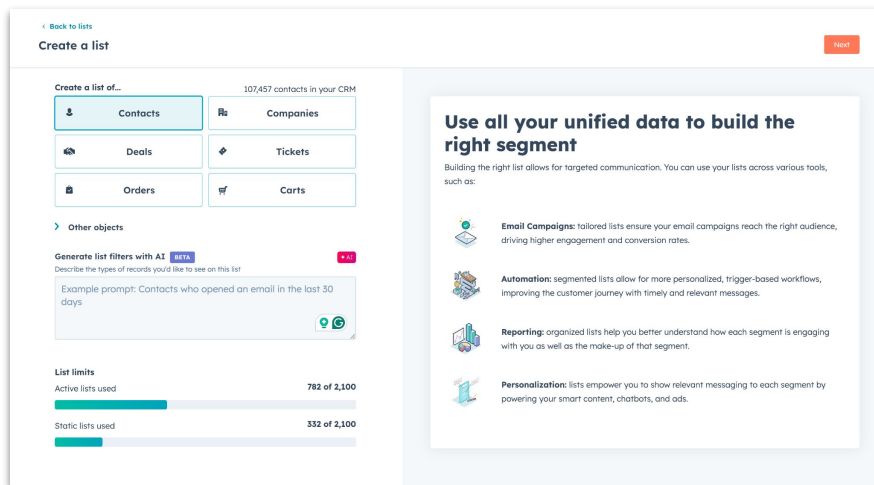 Back to lists
Create a list
Next
Create a list of...
107,457 contacts in your CRM
Contacts
Companies
Deals
Tickets
Orders
Carts
Other objects
Generate list filters with AI BETA
AI
Describe the types of records you'd like to see on this list
Example prompt: Contacts who opened an email in the last 30
days
List limits
Active lists used
782 of 2,100
Static lists used
332 of 2,100
Use all your unified data to build the
right segment
Building the right list allows for targeted communication. You can use your lists across various tools,
such as:
Email Campaigns: tailored lists ensure your email campaigns reach the right audience,
driving higher engagement and conversion rates.
Automation: segmented lists allow for more personalized, trigger-based workflows,
improving the customer journey with timely and relevant messages.
Reporting: organized lists help you better understand how each segment is engaging
with you as well as the make-up of that segment.
Personalization: lists empower you to show relevant messaging to each segment by
powering your smart content, chatbots, and ads.